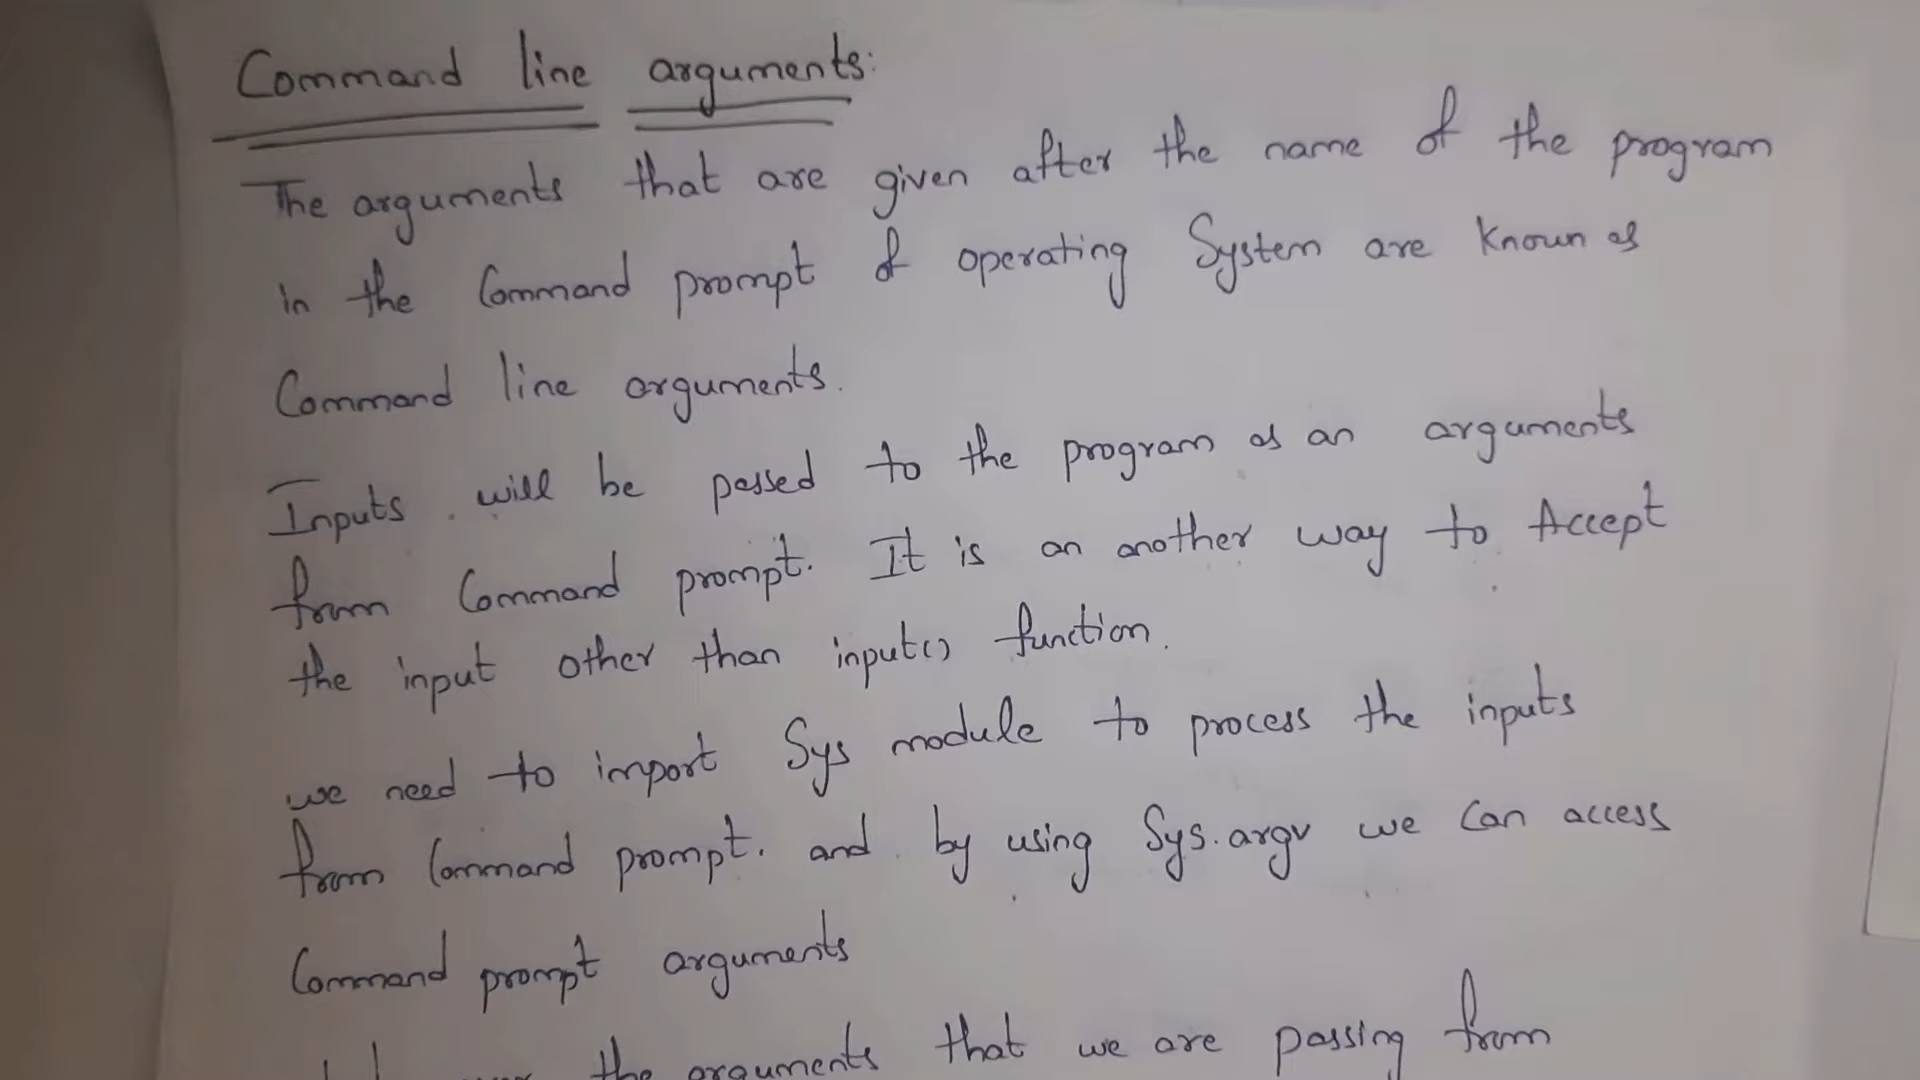 Command line arguments:
The arguments that are given after the name of the program
in the Command prompt of operating System are known as
Command line arguments.
Inputs will be passed to the program as an arguments
from Command prompt. It is an another way to Accept
the input other than input() function.
we need to import Sys module to process the inputs
from Command prompt. and by using Sys.argv we can access
Command prompt arguments
the arguments that we are passing from